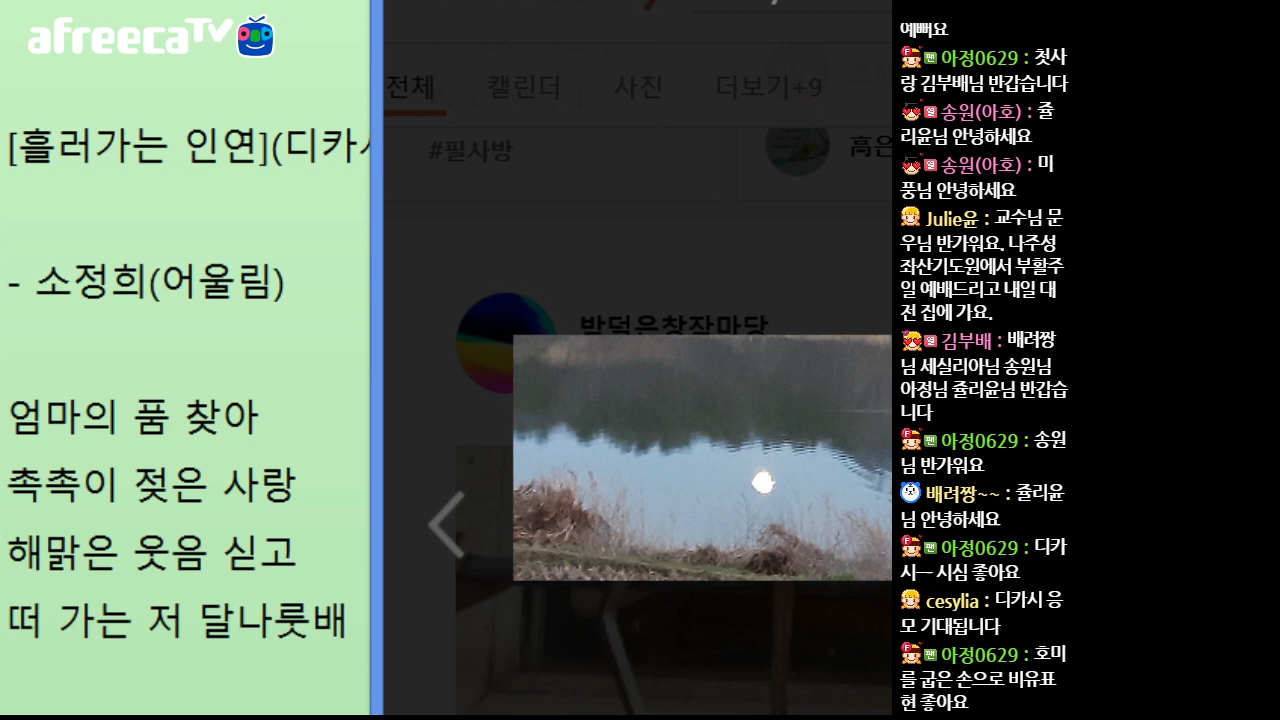 afreecaTV
[흘러가는 인연](디카시
- 소정희(어울림)
엄마의 품 찾아
촉촉이 젖은 사랑
해맑은 웃음 싣고
떠 가는 저 달나룻배
전체 캘린더 사진 더보기+9
#필사방
高은
박덕은창작마당
예뻐요
아정0629 : 첫사
랑 김부배님 반갑습니다
송원(아호) : 쥴
리윤님 안녕하세요
송원(아호) : 미
풍님 안녕하세요
Julie윤 : 교수님 문
우님 반가워요. 나주성
좌산기도원에서 부활주
일 예배드리고 내일 대
전 집에 가요.
김부배 : 배려짱
님 세실리아님 송원님
아정님 쥴리윤님 반갑습
니다
아정0629 : 송원
님 반가워요
배려짱~~ : 쥴리윤
님 안녕하세요
아정0629 : 디카
시ㅡ 시심 좋아요
cesylia : 디카시 응
모 기대됩니다
아정0629 : 호미
를 굽은 손으로 비유표
현 좋아요